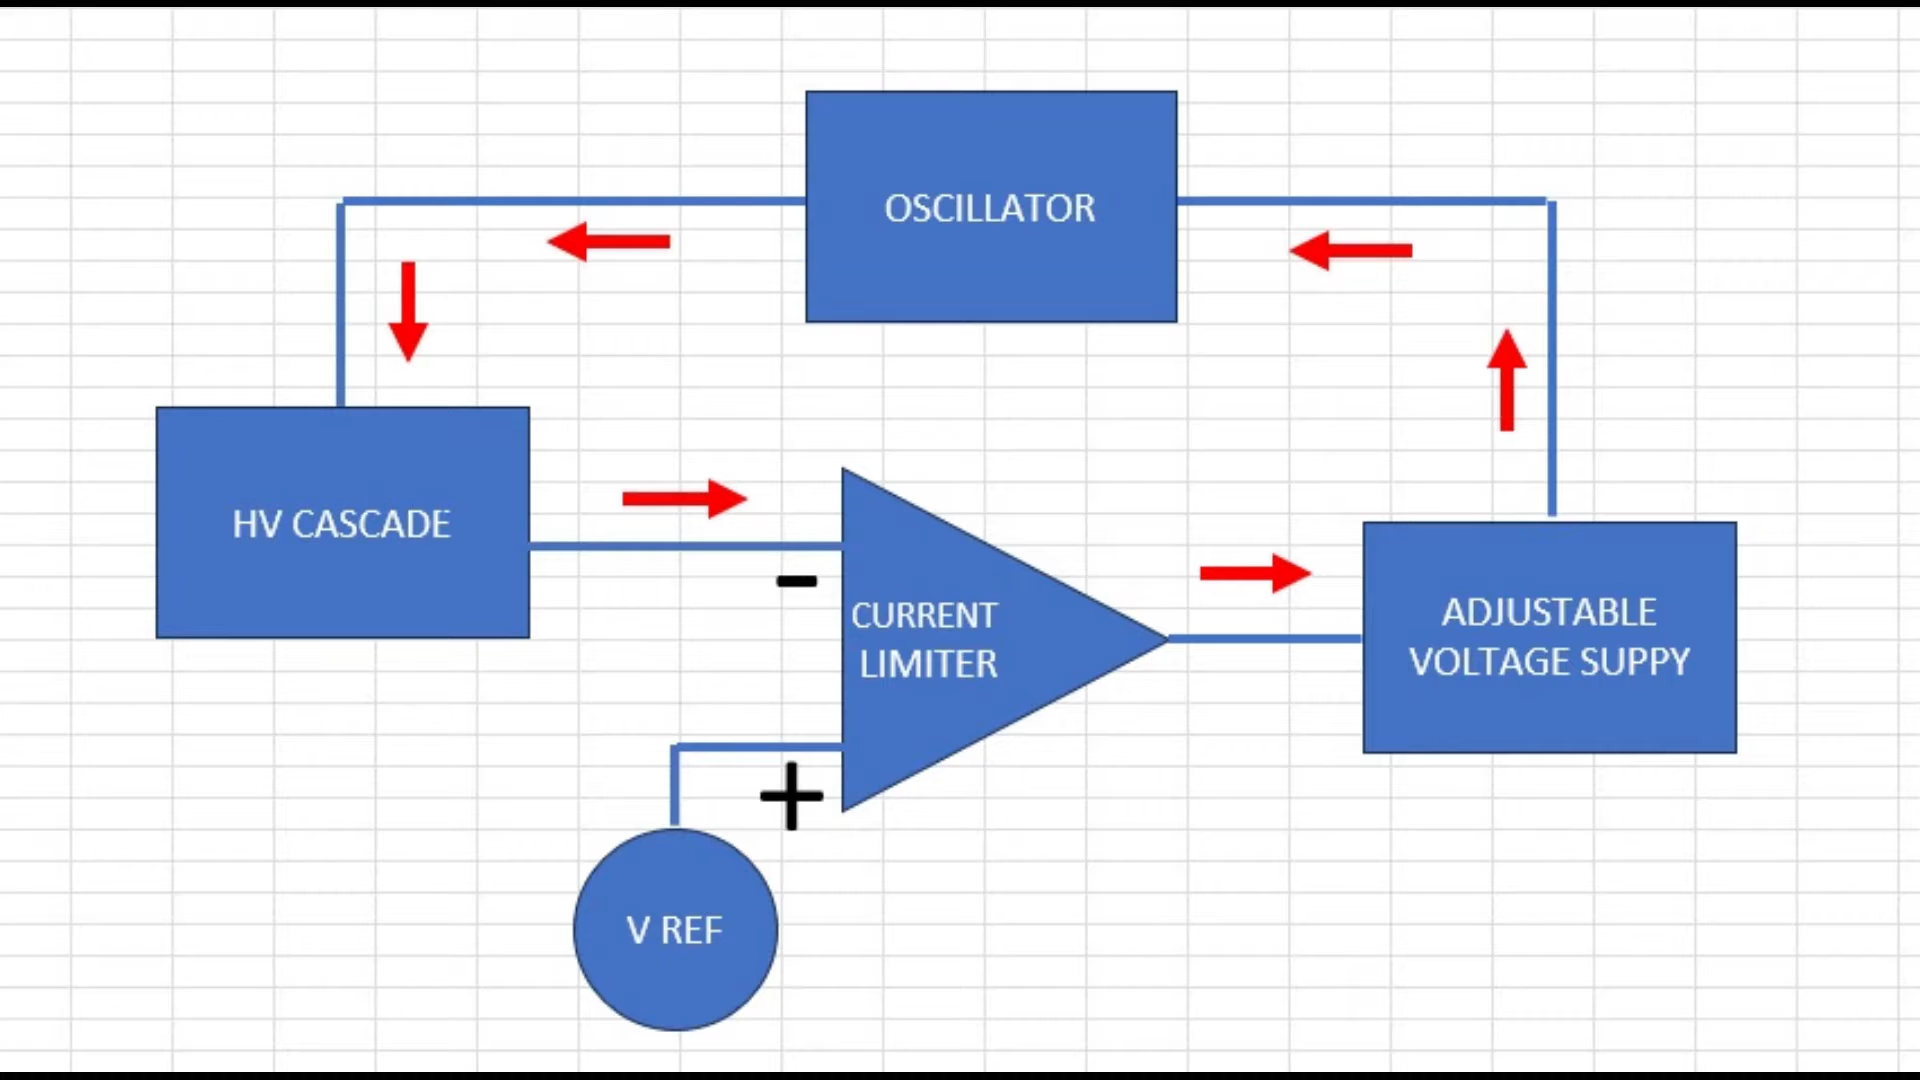 OSCILLATOR
HV CASCADE
-
CURRENT
LIMITER
ADJUSTABLE
VOLTAGE SUPPY
+
V REF